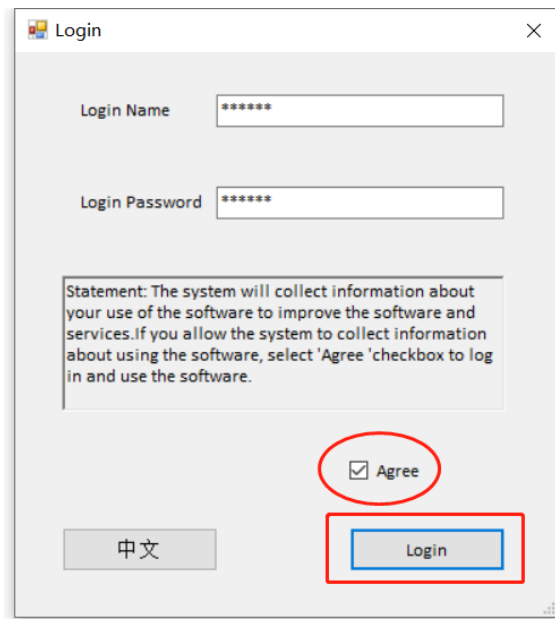 Login
Login Name ******
Login Password ******
Statement: The system will collect information about
your use of the software to improve the software and
services.If you allow the system to collect information
about using the software, select 'Agree 'checkbox to log
in and use the software.
Agree
中文 Login